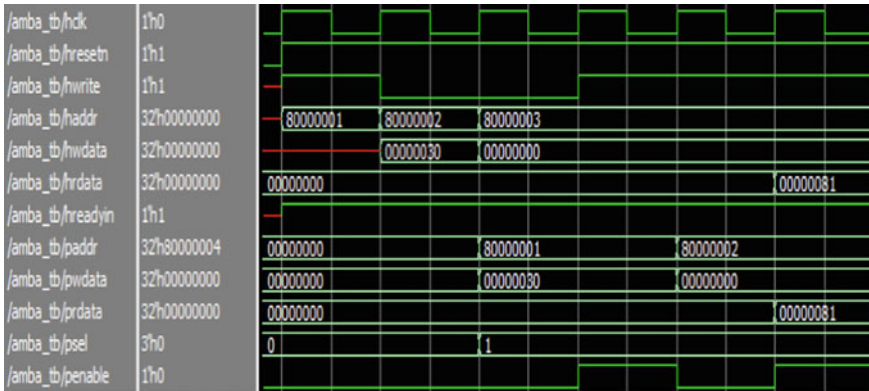 /amba_tb/hclk 1'h0
/amba_tb/hresetn 1'h1
/amba_tb/hwrite 1'h1
/amba_tb/haddr 32'h00000000 80000001 80000002 80000003
/amba_tb/hwdata 32'h00000000 00000030 00000000
/amba_tb/hrdata 32'h00000000 00000000 00000081
/amba_tb/hreadyin 1'h1
/amba_tb/paddr 32'h80000004 00000000 80000001 80000002
/amba_tb/pwdata 32'h00000000 00000000 00000030 00000000
/amba_tb/prdata 32'h00000000 00000000 00000081
/amba_tb/psel 3'h0 0 1
/amba_tb/penable 1'h0